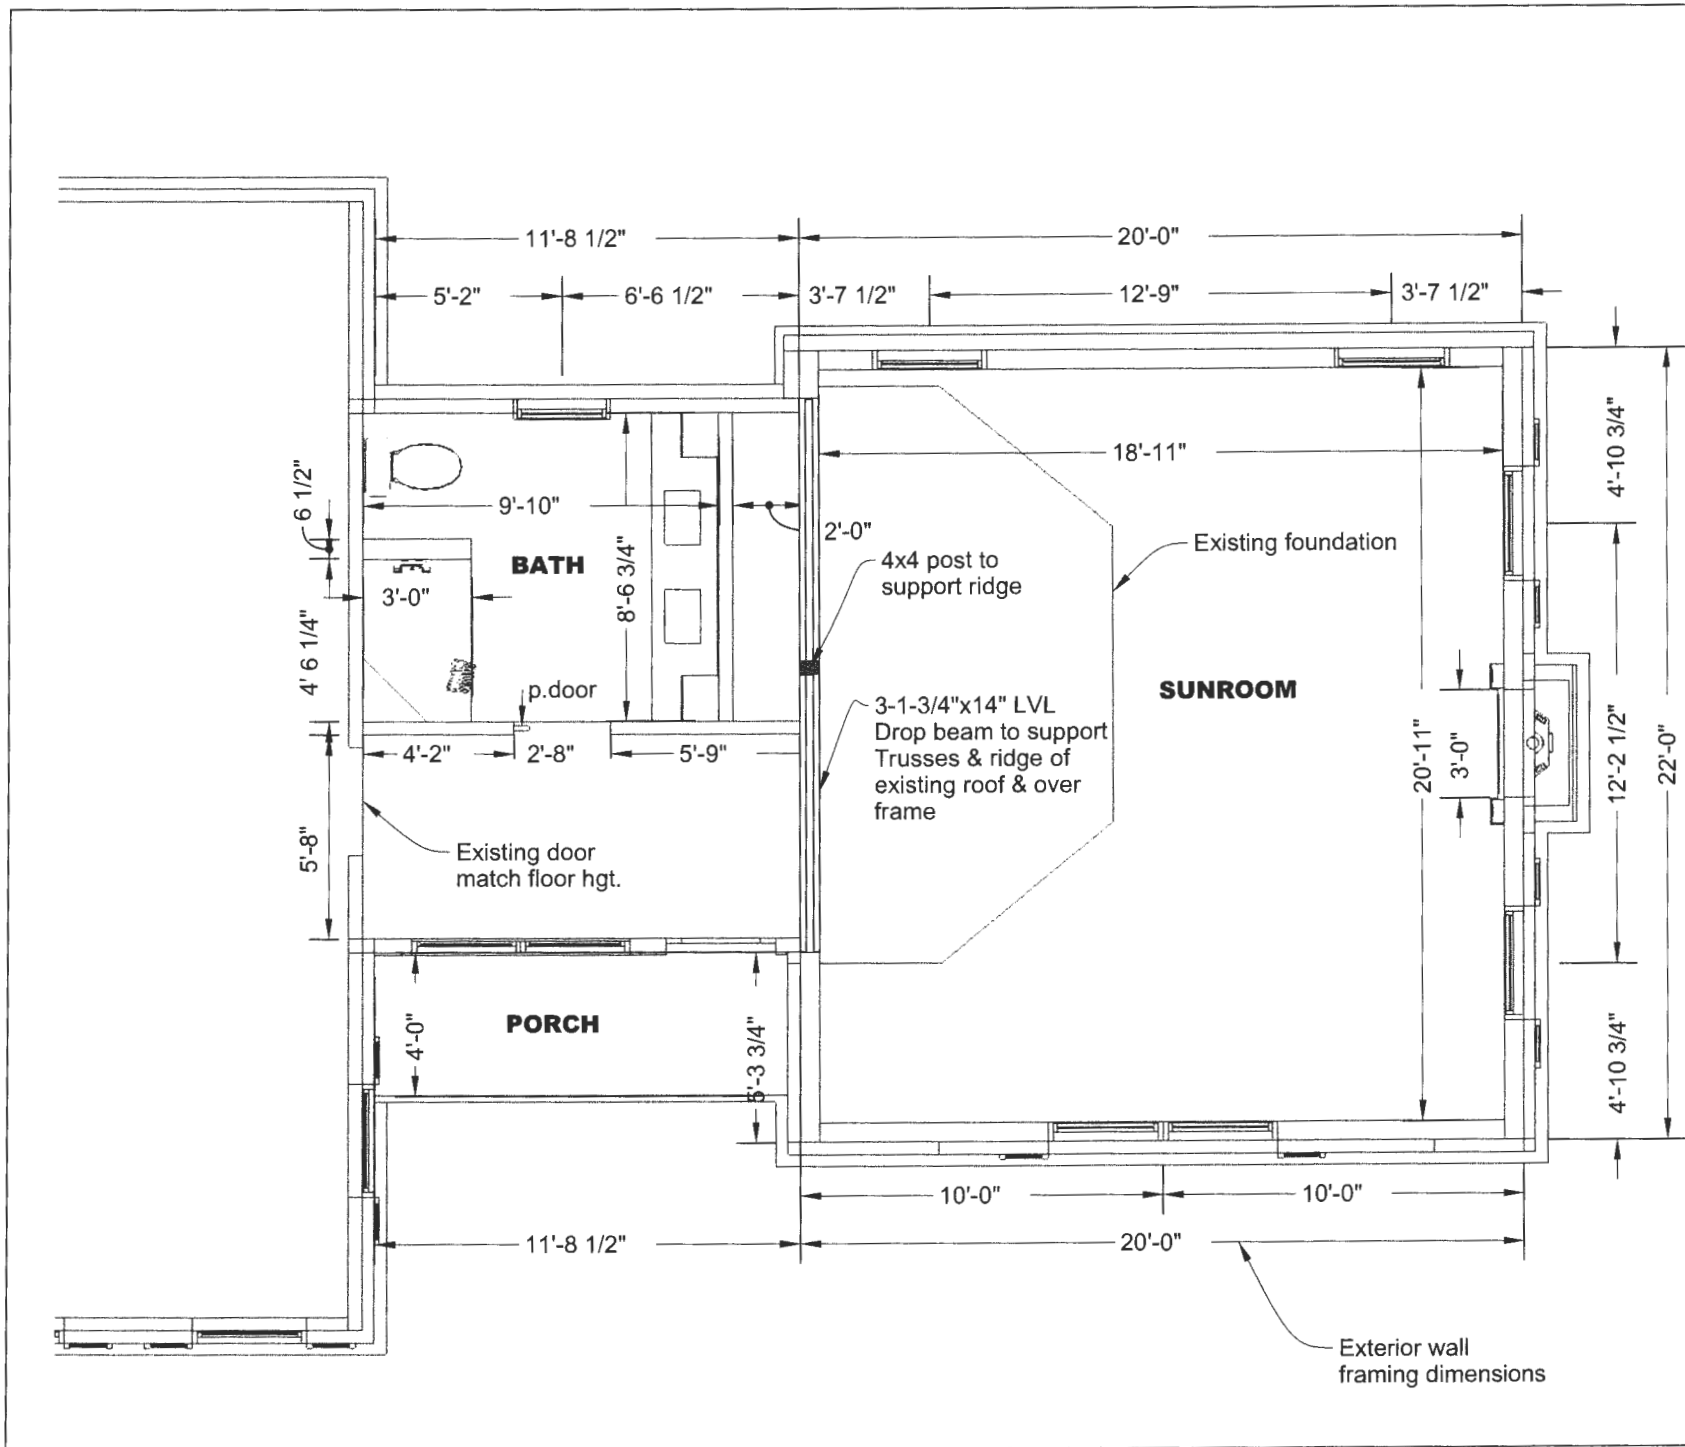 11'-8 1/2"
20'-0"
5'-2"
6'-6 1/2"
3'-7 1/2"
12'-9"
3'-7 1/2"
4'-10 3/4"
18'-11"
6 1/2"
9'-10"
2'-0"
Existing foundation
BATH
4x4 post to
support ridge
8'-6 3/4"
3'-0"
4' 6 1/4"
p.door
SUNROOM
3-1-3/4"x14" LVL
Drop beam to support
Trusses & ridge of
existing roof & over
frame
4'-2"
2'-8"
5'-9"
20'-11"
3'-0"
12'-2 1/2"
22'-0"
5'-8"
Existing door
match floor hgt.
PORCH
4'-0"
5'-3 3/4"
4'-10 3/4"
10'-0"
10'-0"
11'-8 1/2"
20'-0"
Exterior wall
framing dimensions